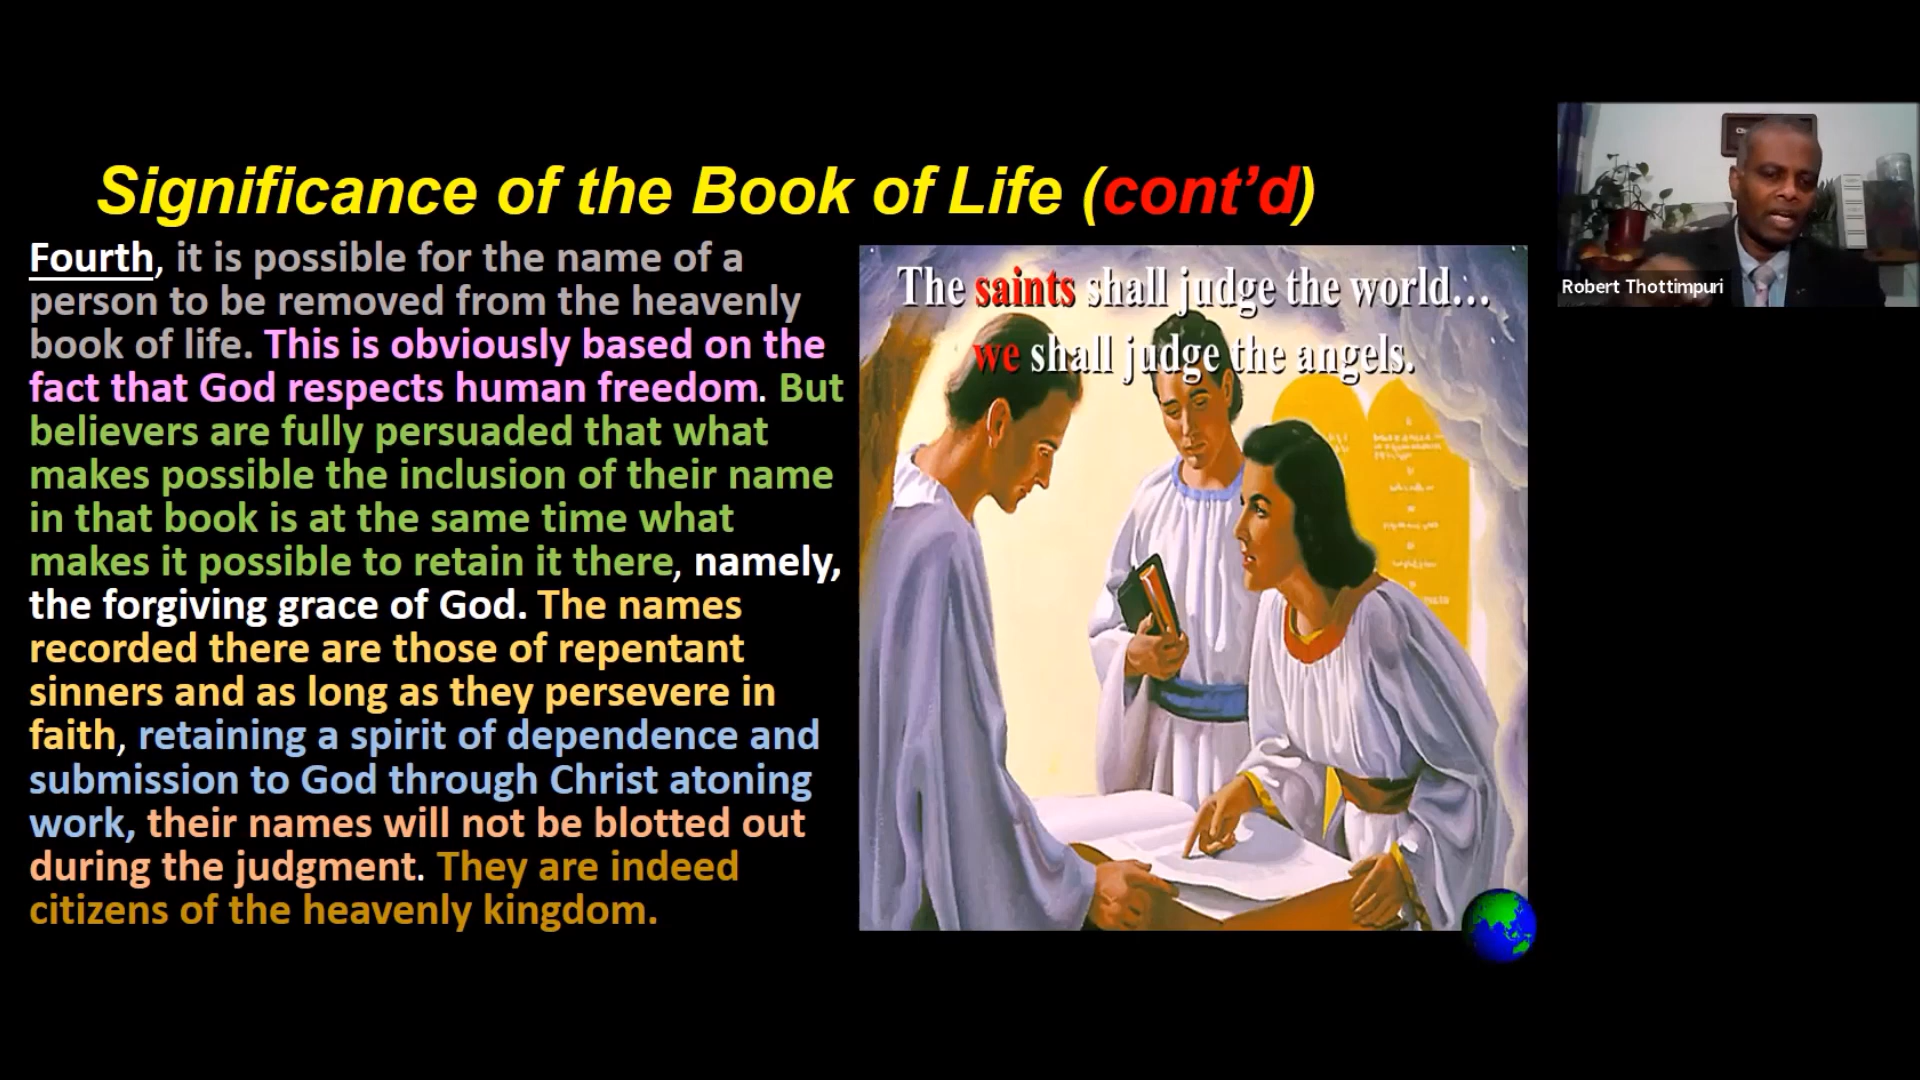 Significance of the Book of Life (cont’d)
Fourth, it is possible for the name of a
person to be removed from the heavenly
book of life. This is obviously based on the
fact that God respects human freedom. But
believers are fully persuaded that what
makes possible the inclusion of their name
in that book is at the same time what
makes it possible to retain it there, namely,
the forgiving grace of God. The names
recorded there are those of repentant
sinners and as long as they persevere in
faith, retaining a spirit of dependence and
submission to God through Christ atoning
work, their names will not be blotted out
during the judgment. They are indeed
citizens of the heavenly kingdom.
The saints shall judge the world...
we shall judge the angels.
Robert Thottimpuri